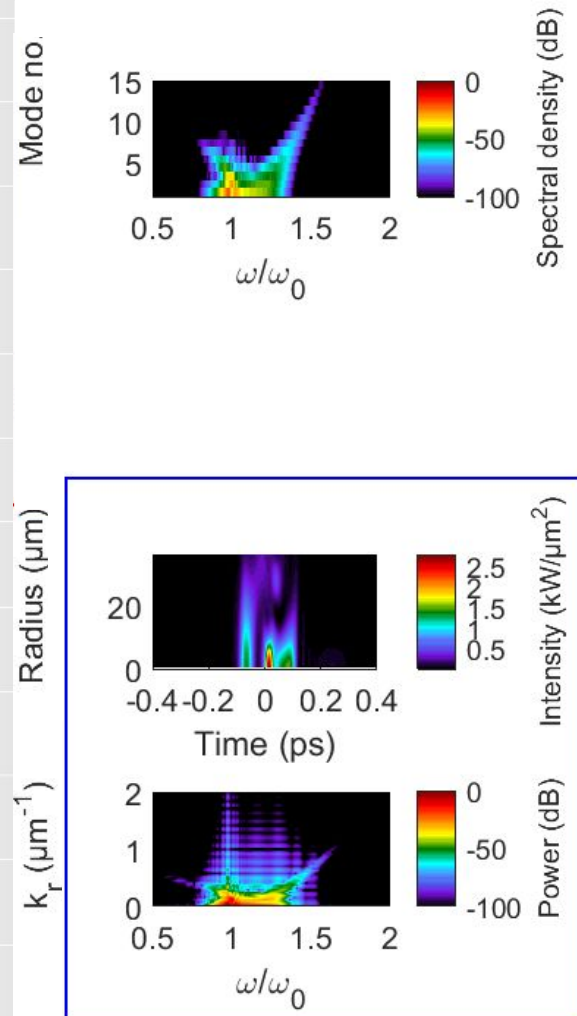 Mode no.
15
10
5
0.5 1 1.5 2
ω/ω₀
0
-50
-100
Spectral density (dB)
Radius (μm)
20
0
-0.4 -0.2 0 0.2 0.4
Time (ps)
2.5
2
1.5
1
0.5
Intensity (kW/μm²)
k_r (μm⁻¹)
2
1
0
0.5 1 1.5 2
ω/ω₀
0
-50
-100
Power (dB)